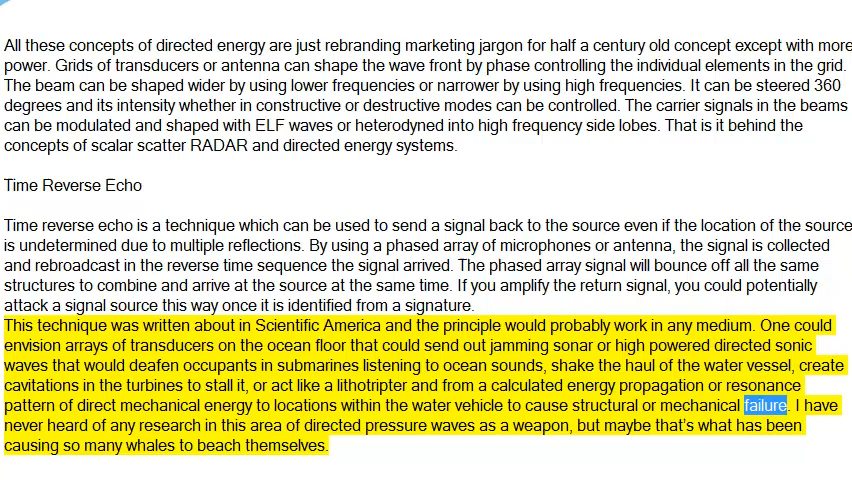 All these concepts of directed energy are just rebranding marketing jargon for half a century old concept except with more
power. Grids of transducers or antenna can shape the wave front by phase controlling the individual elements in the grid.
The beam can be shaped wider by using lower frequencies or narrower by using high frequencies. It can be steered 360
degrees and its intensity whether in constructive or destructive modes can be controlled. The carrier signals in the beams
can be modulated and shaped with ELF waves or heterodyned into high frequency side lobes. That is it behind the
concepts of scalar scatter RADAR and directed energy systems.
Time Reverse Echo
Time reverse echo is a technique which can be used to send a signal back to the source even if the location of the source
is undetermined due to multiple reflections. By using a phased array of microphones or antenna, the signal is collected
and rebroadcast in the reverse time sequence the signal arrived. The phased array signal will bounce off all the same
structures to combine and arrive at the source at the same time. If you amplify the return signal, you could potentially
attack a signal source this way once it is identified from a signature.
This technique was written about in Scientific America and the principle would probably work in any medium. One could
envision arrays of transducers on the ocean floor that could send out jamming sonar or high powered directed sonic
waves that would deafen occupants in submarines listening to ocean sounds, shake the haul of the water vessel, create
cavitations in the turbines to stall it, or act like a lithotripter and from a calculated energy propagation or resonance
pattern of direct mechanical energy to locations within the water vehicle to cause structural or mechanical failure. I have
never heard of any research in this area of directed pressure waves as a weapon, but maybe that's what has been
causing so many whales to beach themselves.